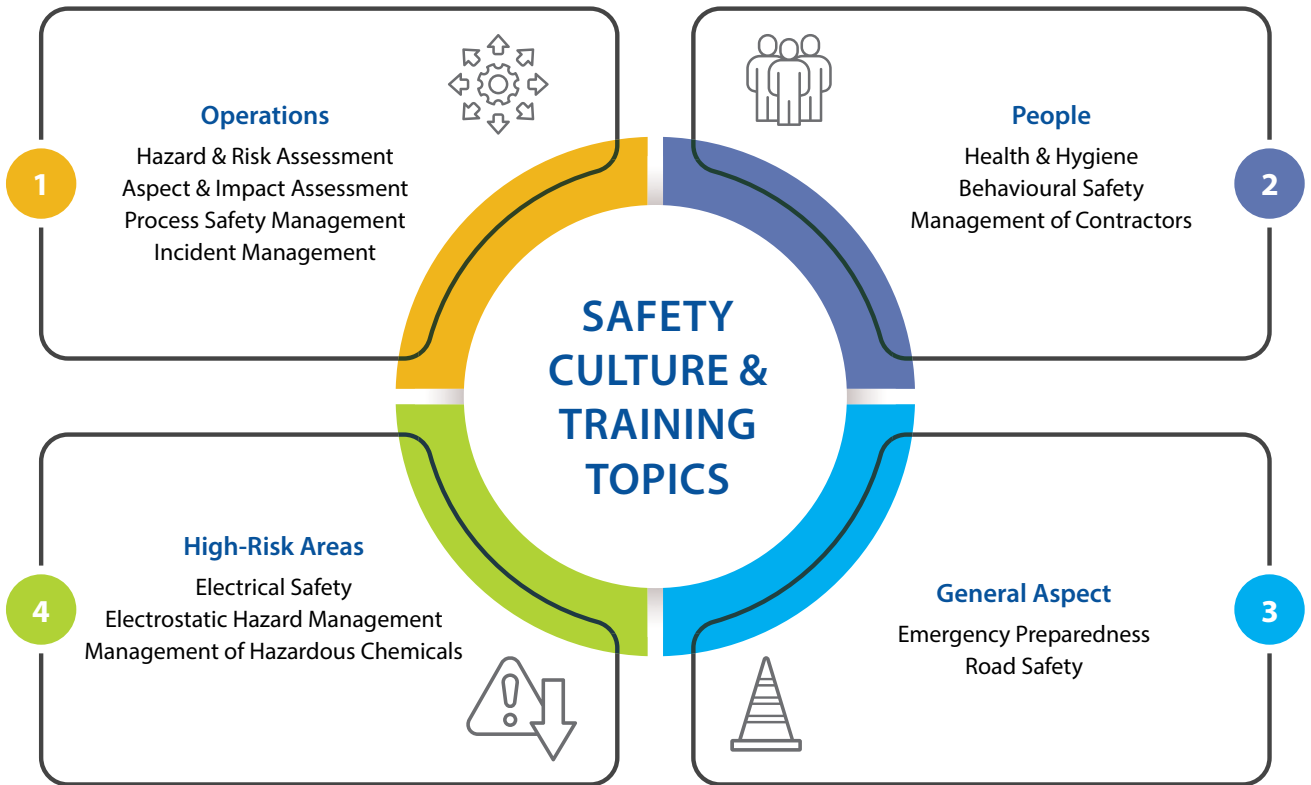 1
Operations
Hazard & Risk Assessment
Aspect & Impact Assessment
Process Safety Management
Incident Management
2
People
Health & Hygiene
Behavioural Safety
Management of Contractors
SAFETY
CULTURE &
TRAINING
TOPICS
3
General Aspect
Emergency Preparedness
Road Safety
4
High-Risk Areas
Electrical Safety
Electrostatic Hazard Management
Management of Hazardous Chemicals